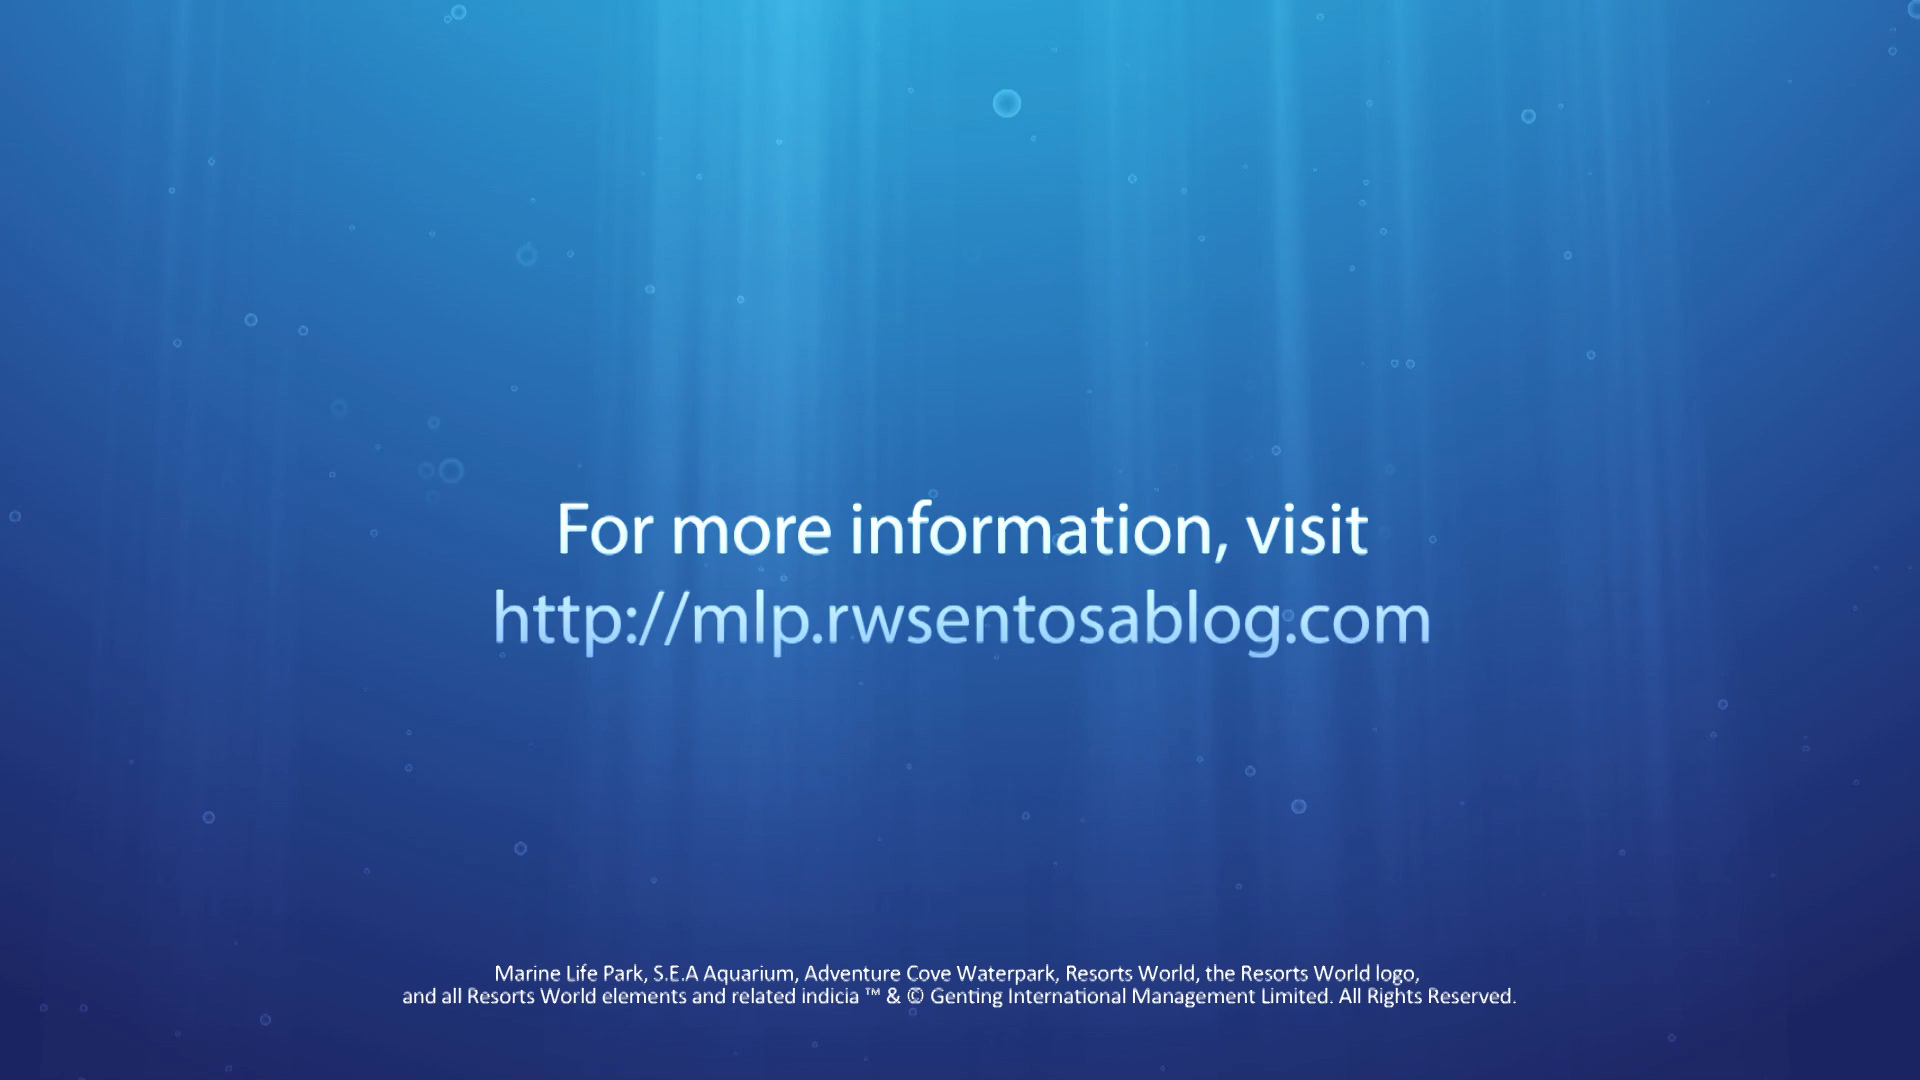 For more information, visit
http://mlp.rwsentosablog.com
Marine Life Park, S.E.A Aquarium, Adventure Cove Waterpark, Resorts World, the Resorts World logo,
and all Resorts World elements and related indicia ™ & © Genting International Management Limited. All Rights Reserved.